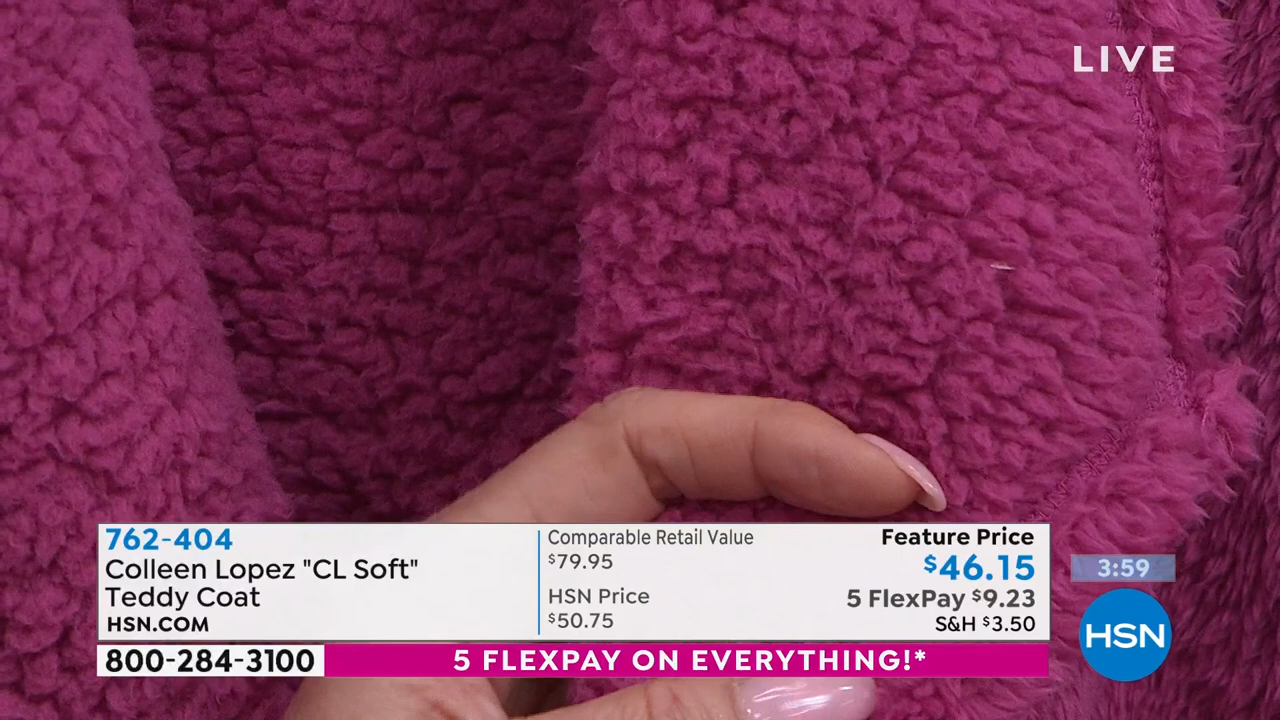 LIVE
762-404
Colleen Lopez "CL Soft"
Teddy Coat
HSN.COM
Comparable Retail Value
$79.95
HSN Price
$50.75
Feature Price
$46.15
5 FlexPay $9.23
S&H $3.50
3:59
HSN
800-284-3100
5 FLEXPAY ON EVERYTHING!*